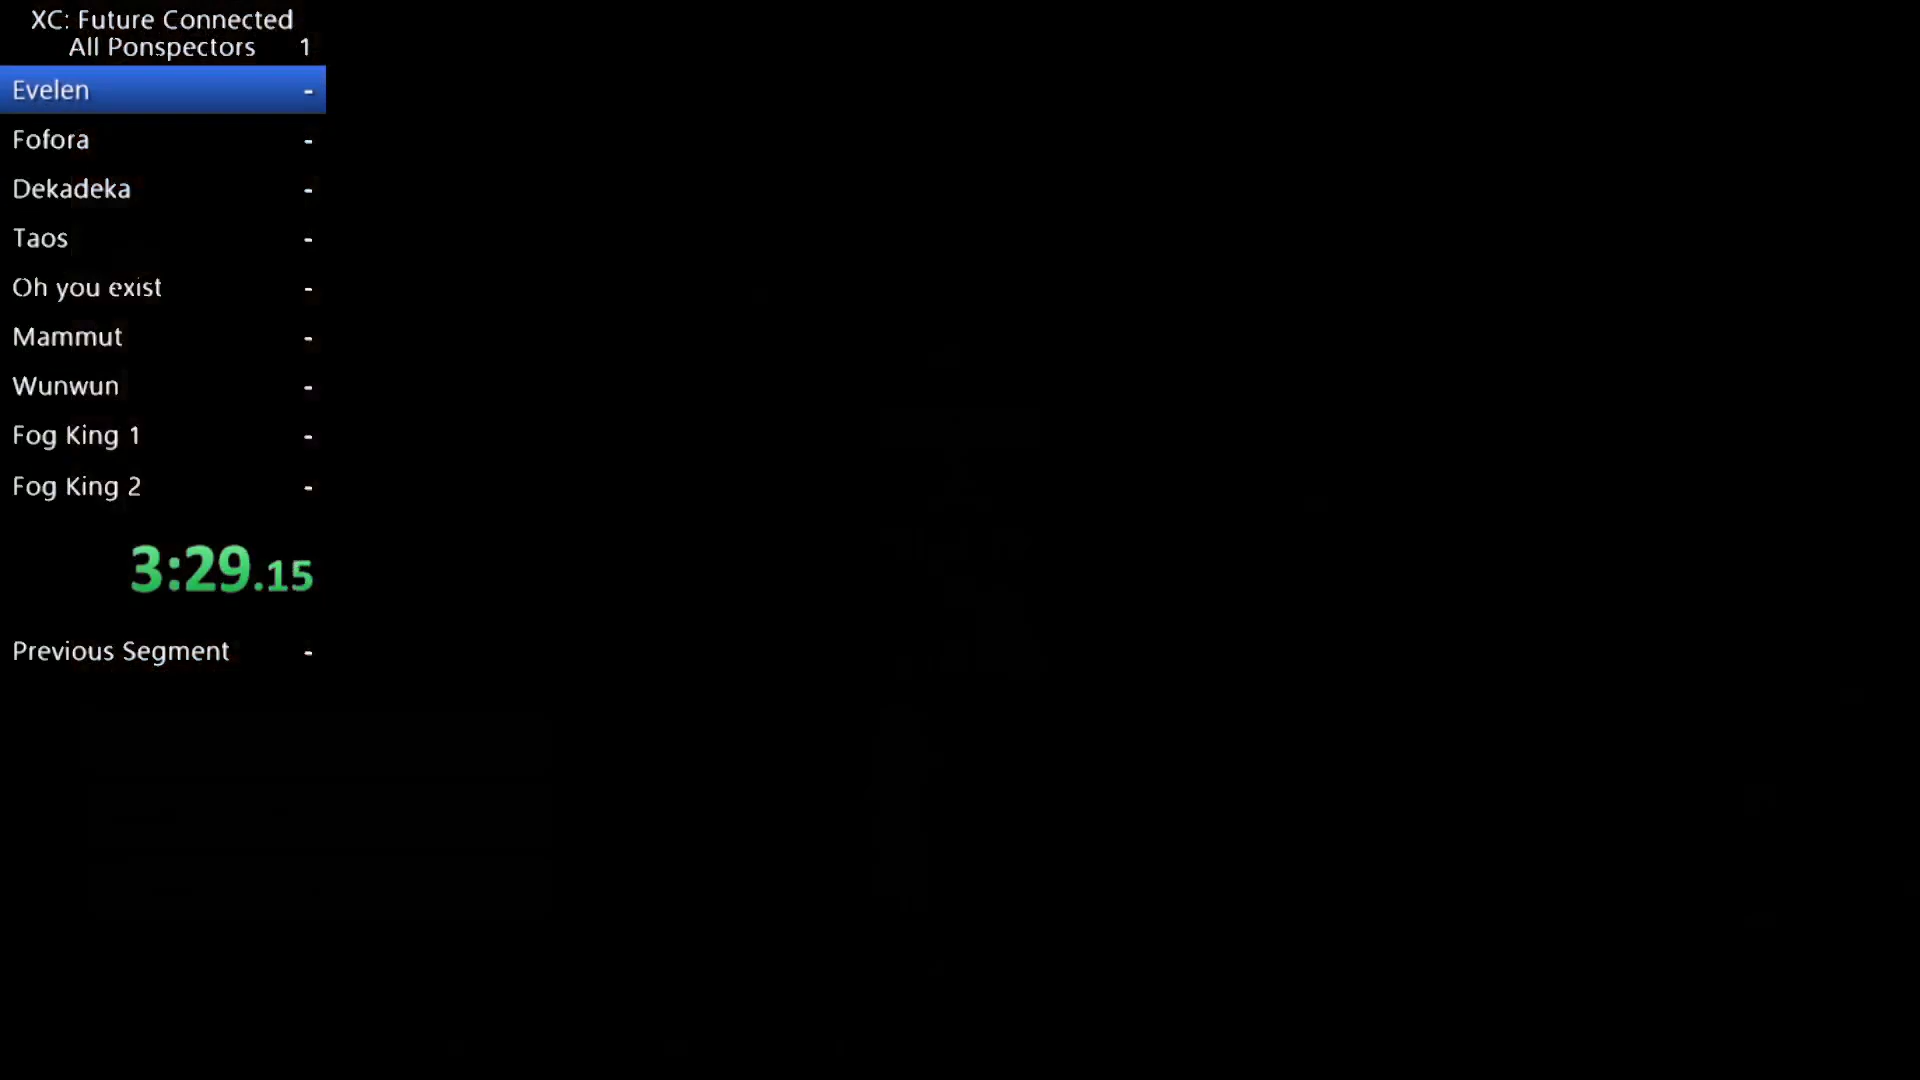 XC: Future Connected
All Ponspectors 1
Evelen -
Fofora -
Dekadeka -
Taos -
Oh you exist -
Mammut -
Wunwun -
Fog King 1 -
Fog King 2 -
3:29.15
Previous Segment -